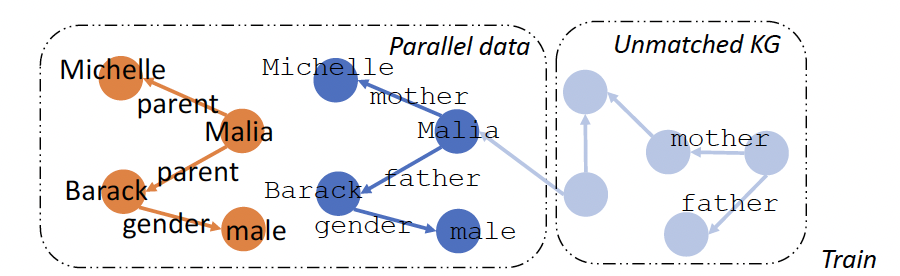 Parallel data
Unmatched KG
Michelle
parent
Malia
parent
Barack
gender
male
Michelle
mother
Malia
father
Barack
gender
male
mother
father
Train